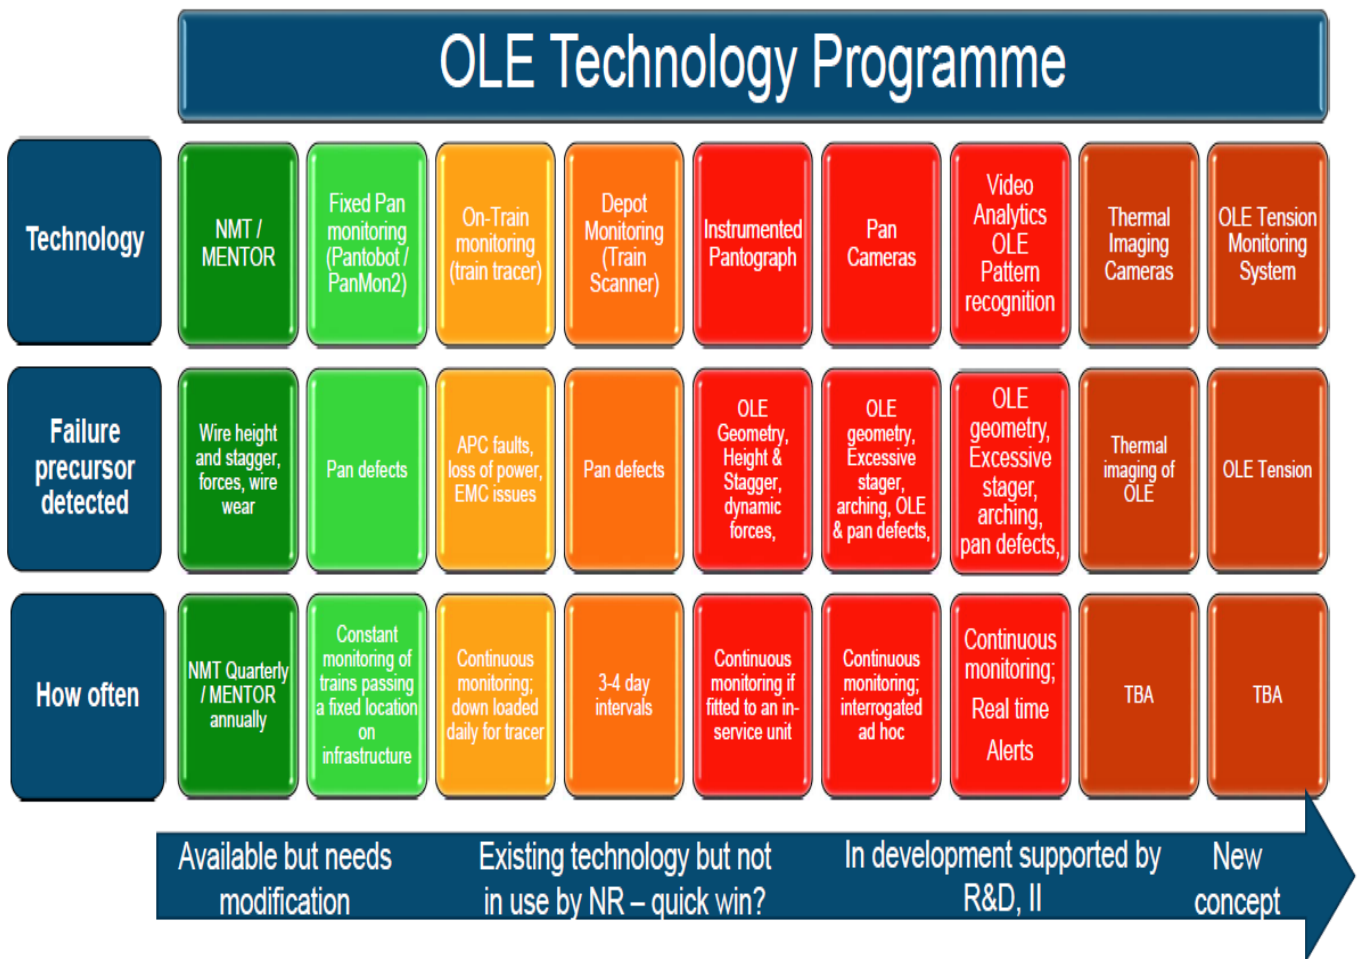 OLE Technology Programme
Technology
NMT /
MENTOR
Fixed Pan
monitoring
(Pantobot /
PanMon2)
On-Train
monitoring
(train tracer)
Depot
Monitoring
(Train
Scanner)
Instrumented
Pantograph
Pan
Cameras
Video
Analytics
OLE
Pattern
recognition
Thermal
Imaging
Cameras
OLE Tension
Monitoring
System
Failure
precursor
detected
Wire height
and stagger,
forces, wire
wear
Pan defects
APC faults,
loss of power,
EMC issues
Pan defects
OLE
Geometry,
Height &
Stagger,
dynamic
forces,
OLE
geometry,
Excessive
stager,
arching, OLE
& pan defects,
OLE
geometry,
Excessive
stager,
arching,
pan defects,
Thermal
imaging of
OLE
OLE Tension
How often
NMT Quarterly
/ MENTOR
annually
Constant
monitoring of
trains passing
a fixed location
on
infrastructure
Continuous
monitoring;
down loaded
daily for tracer
3-4 day
intervals
Continuous
monitoring if
fitted to an in-
service unit
Continuous
monitoring;
interrogated
ad hoc
Continuous
monitoring;
Real time
Alerts
TBA
TBA
Available but needs
modification
Existing technology but not
in use by NR – quick win?
In development supported by
R&D, II
New
concept